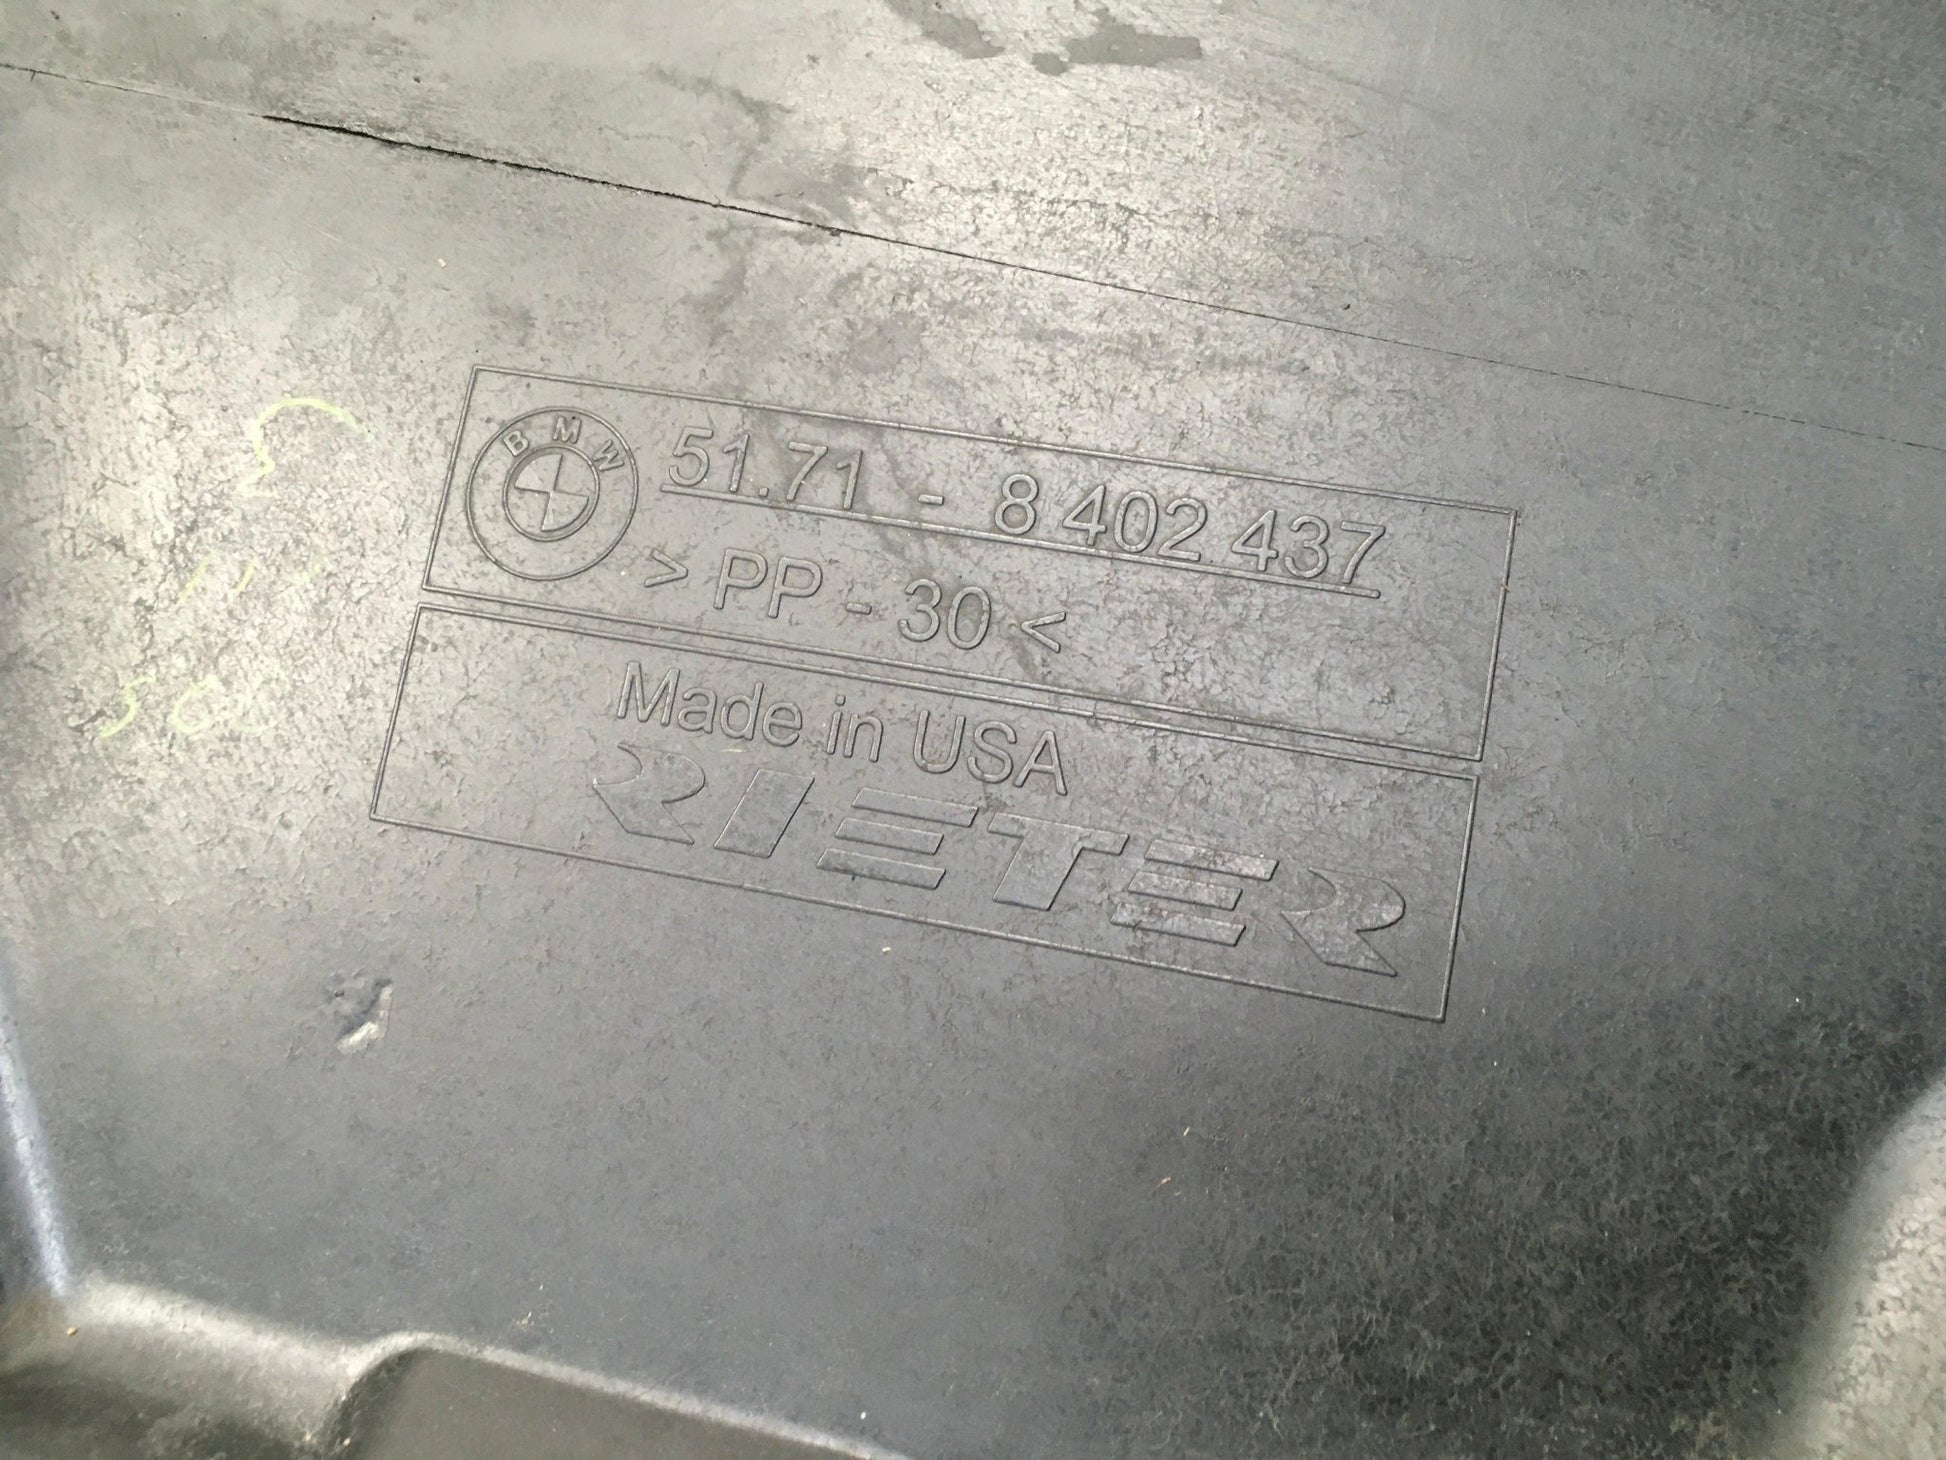 BMW
51.71 - 8 402 437
> PP - 30 <
Made in USA
RIETER